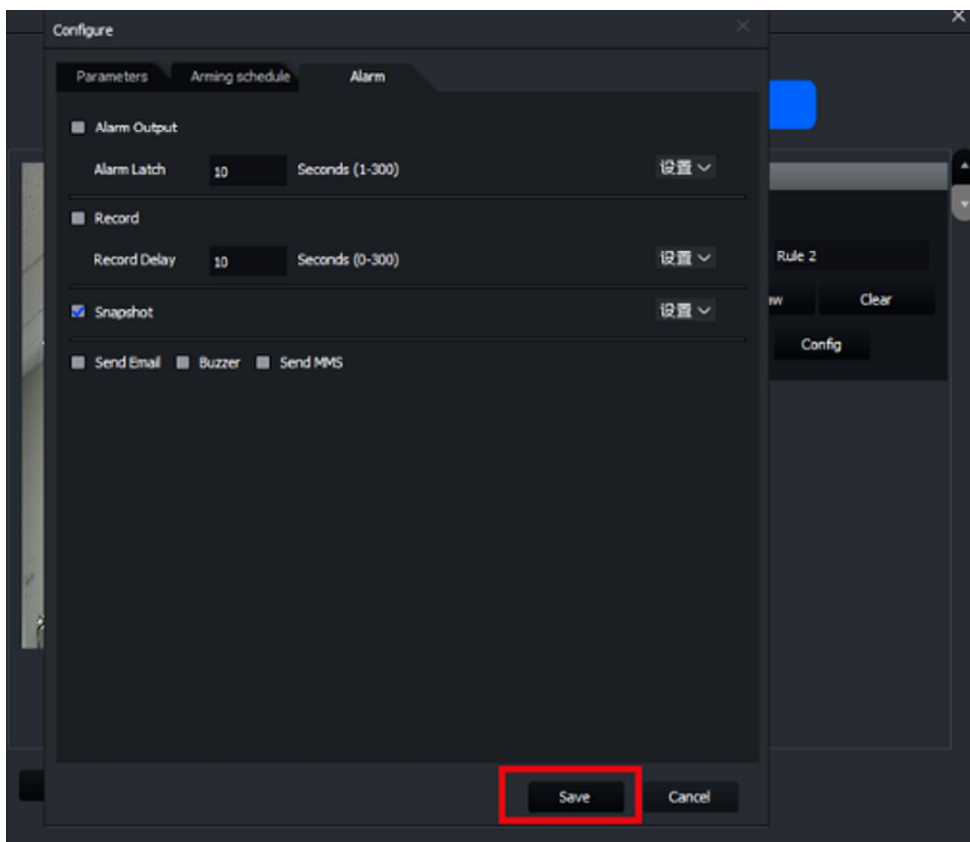 Configure
Parameters Arming schedule Alarm
Alarm Output
Alarm Latch 10 Seconds (1-300) 设置
Record
Record Delay 10 Seconds (0-300) 设置
Snapshot 设置
Send Email Buzzer Send MMS
Save Cancel
Rule 2
Clear
Config